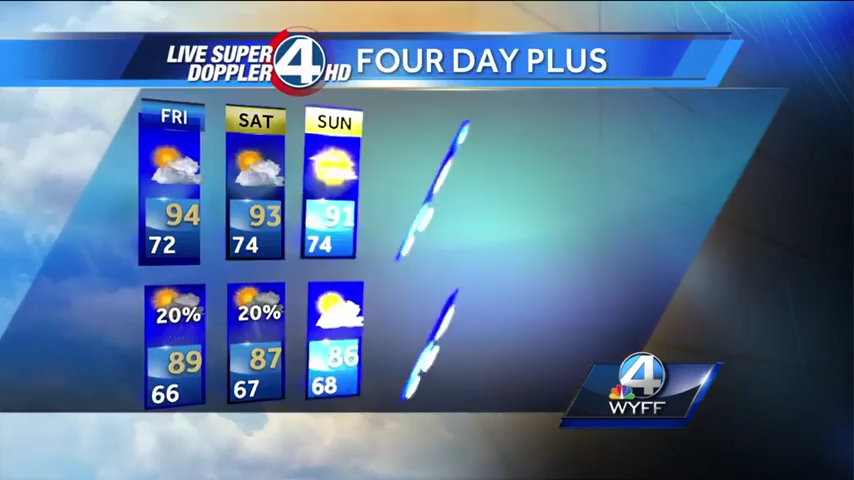 LIVE SUPER DOPPLER 4 HD FOUR DAY PLUS
FRI SAT SUN
94 93 91
72 74 74
20% 20%
89 87 86
66 67 68
4
WYFF